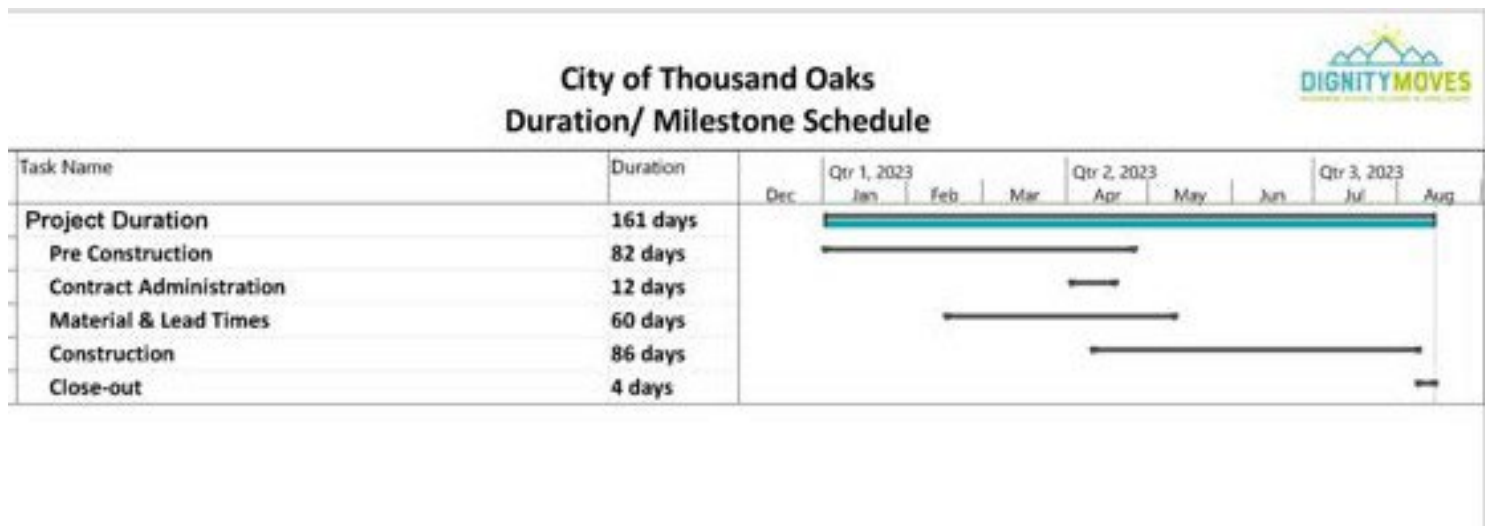 City of Thousand Oaks
Duration/ Milestone Schedule
DIGNITYMOVES
Task Name Duration Qtr 1, 2023 Qtr 2, 2023 Qtr 3, 2023
Dec Jan Feb Mar Apr May Jun Jul Aug
Project Duration 161 days
Pre Construction 82 days
Contract Administration 12 days
Material & Lead Times 60 days
Construction 86 days
Close-out 4 days